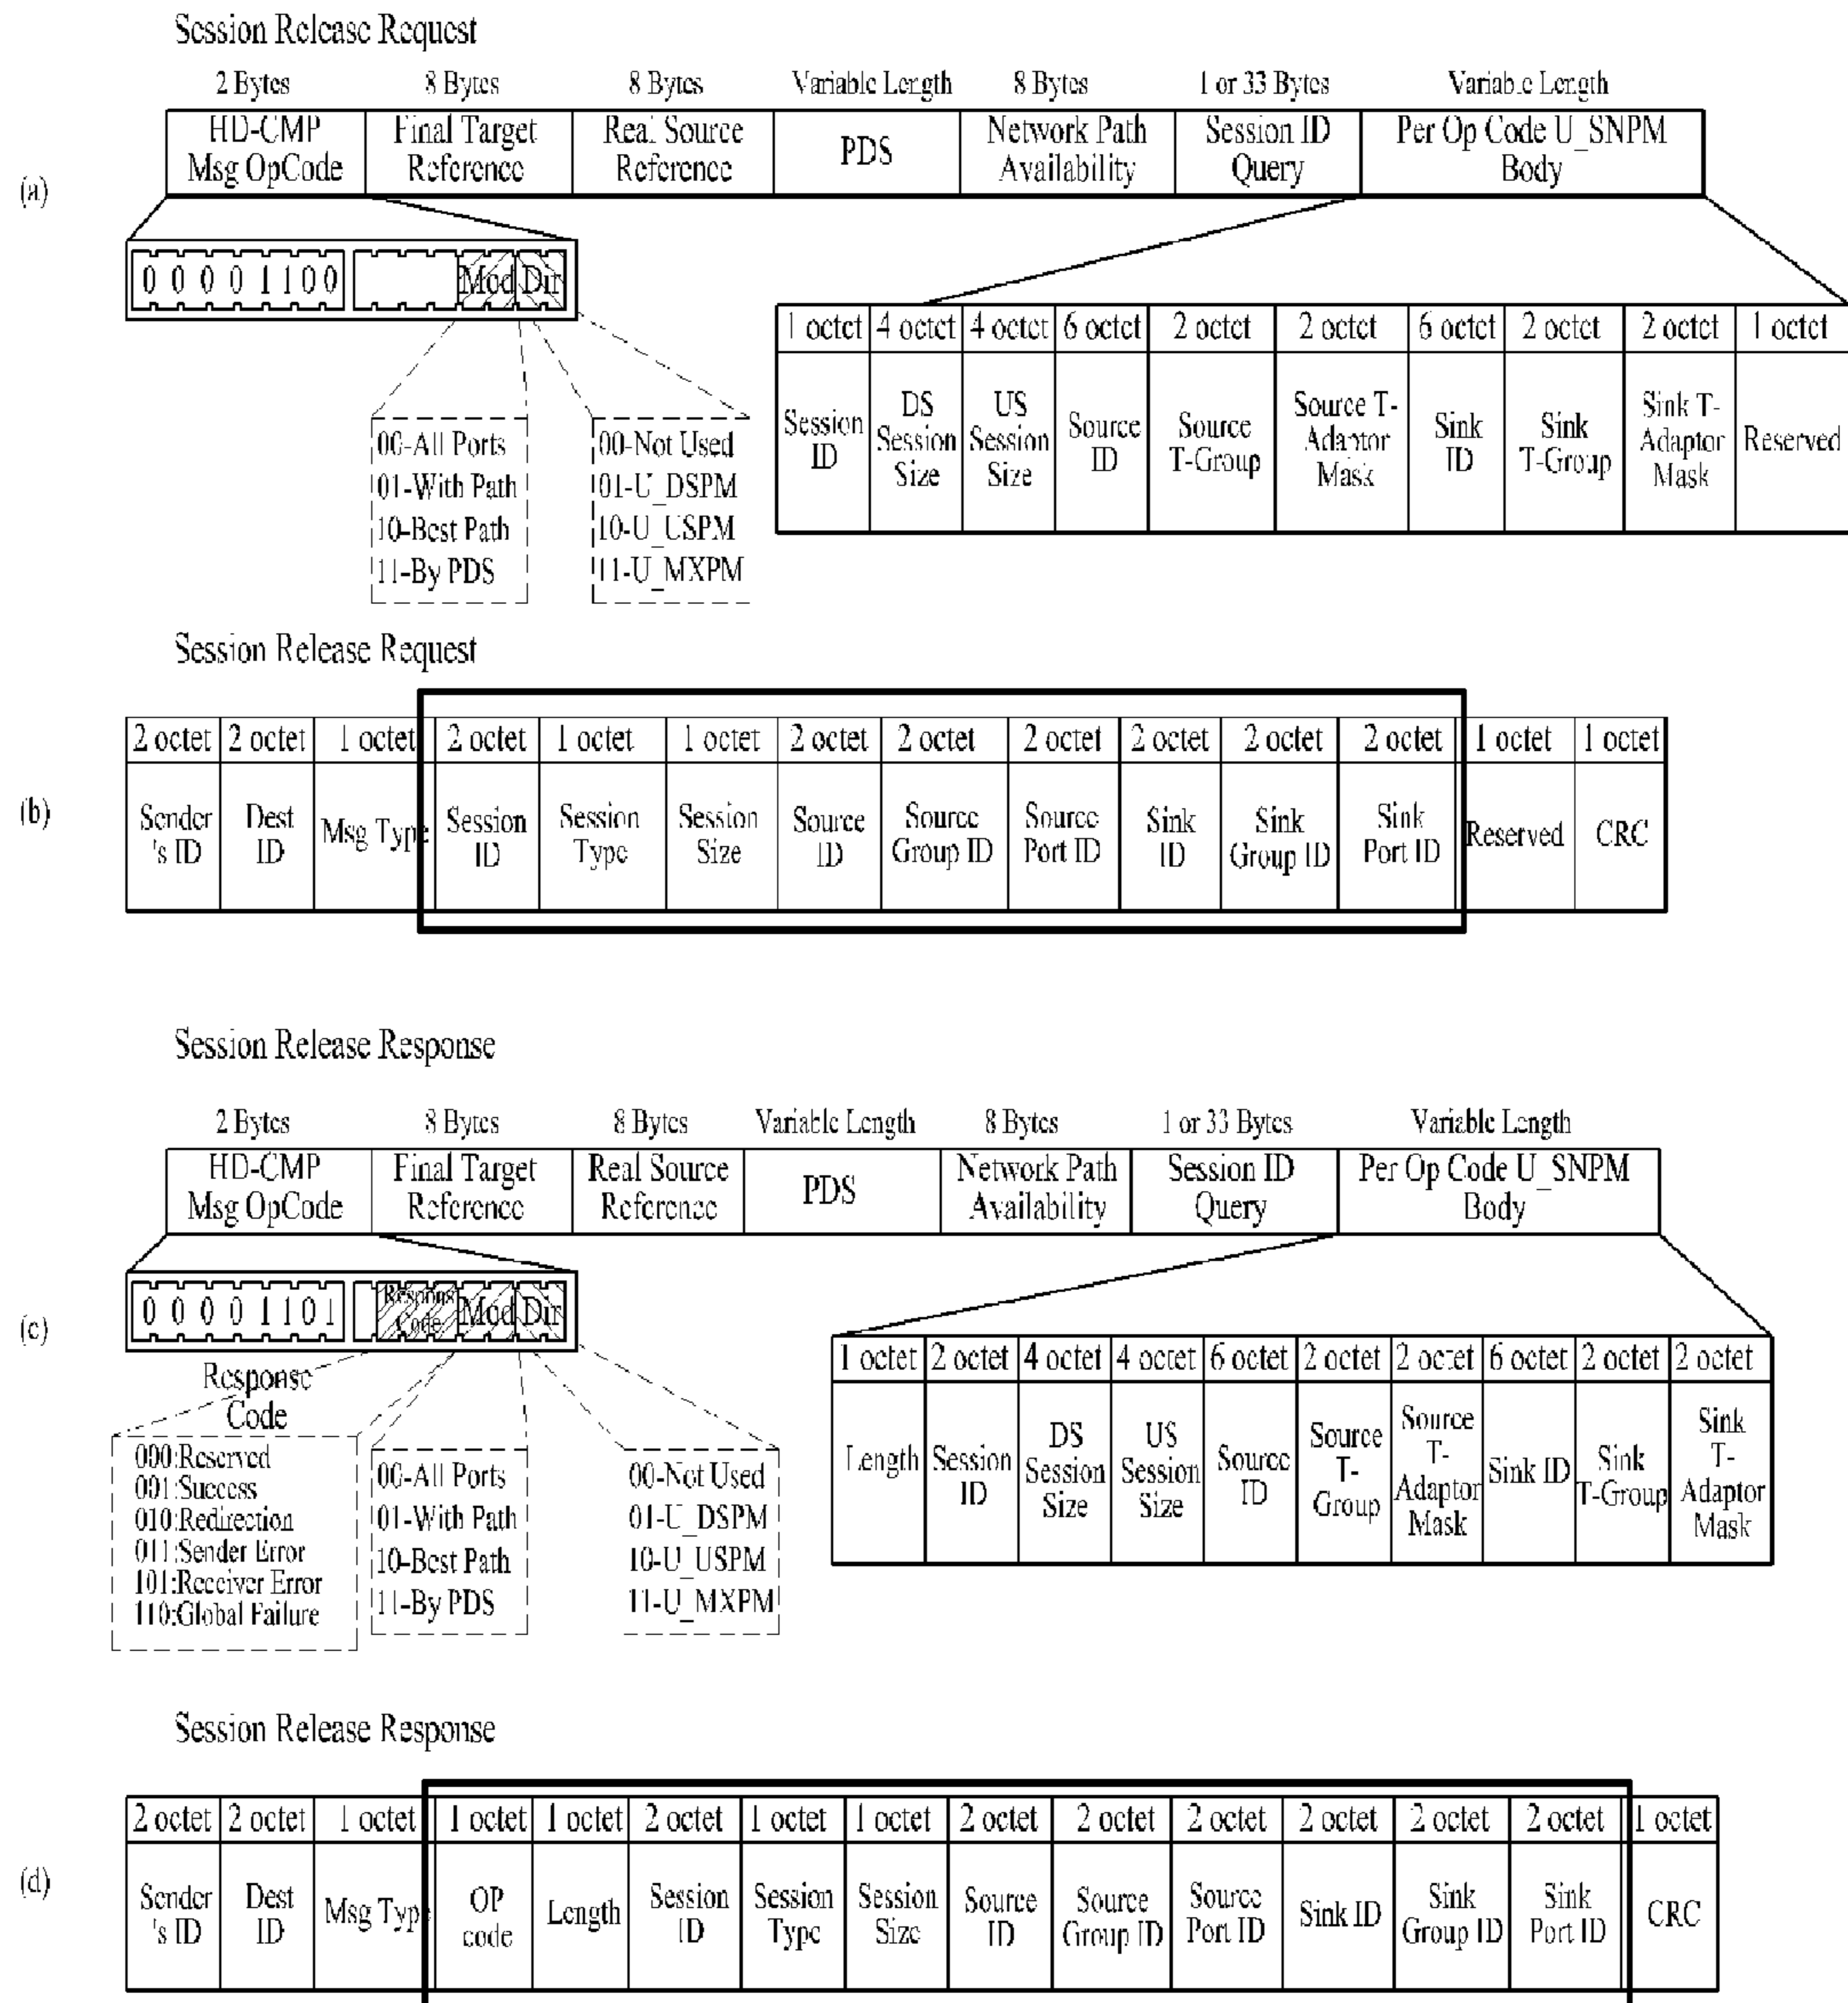 Session Release Request
2 Bytes 8 Bytes 8 Bytes Variable Length 8 Bytes 1 or 33 Bytes Variable Length
HD-CMP Msg OpCode Final Target Reference Real Source Reference PDS Network Path Availability Session ID Query Per Op Code U_SNPM Body
(a)
0 0 0 0 1 1 0 0 Mod Dir
00-All Ports
01-With Path
10-Best Path
11-By PDS
00-Not Used
01-U_DSPM
10-U_USPM
11-U_MXPM
1 octet 4 octet 4 octet 6 octet 2 octet 2 octet 6 octet 2 octet 2 octet 1 octet
Session ID DS Session Size US Session Size Source ID Source T-Group Source T-Adaptor Mask Sink ID Sink T-Group Sink T-Adaptor Mask Reserved
Session Release Request
(b)
2 octet 2 octet 1 octet 2 octet 1 octet 1 octet 2 octet 2 octet 2 octet 2 octet 2 octet 2 octet 1 octet 1 octet
Sender's ID Dest ID Msg Type Session ID Session Type Session Size Source ID Source Group ID Source Port ID Sink ID Sink Group ID Sink Port ID Reserved CRC
Session Release Response
2 Bytes 8 Bytes 8 Bytes Variable Length 8 Bytes 1 or 33 Bytes Variable Length
HD-CMP Msg OpCode Final Target Reference Real Source Reference PDS Network Path Availability Session ID Query Per Op Code U_SNPM Body
(c)
0 0 0 0 1 1 0 1 Response Code Mod Dir
Response Code
000:Reserved
001:Success
010:Redirection
011:Sender Error
101:Receiver Error
110:Global Failure
00-All Ports
01-With Path
10-Best Path
11-By PDS
00-Not Used
01-U_DSPM
10-U_USPM
11-U_MXPM
1 octet 2 octet 4 octet 4 octet 6 octet 2 octet 2 octet 6 octet 2 octet 2 octet
Length Session ID DS Session Size US Session Size Source ID Source T-Group Source T-Adaptor Mask Sink ID Sink T-Group Sink T-Adaptor Mask
Session Release Response
(d)
2 octet 2 octet 1 octet 1 octet 1 octet 2 octet 1 octet 1 octet 2 octet 2 octet 2 octet 2 octet 2 octet 2 octet 1 octet
Sender's ID Dest ID Msg Type OP code Length Session ID Session Type Session Size Source ID Source Group ID Source Port ID Sink ID Sink Group ID Sink Port ID CRC